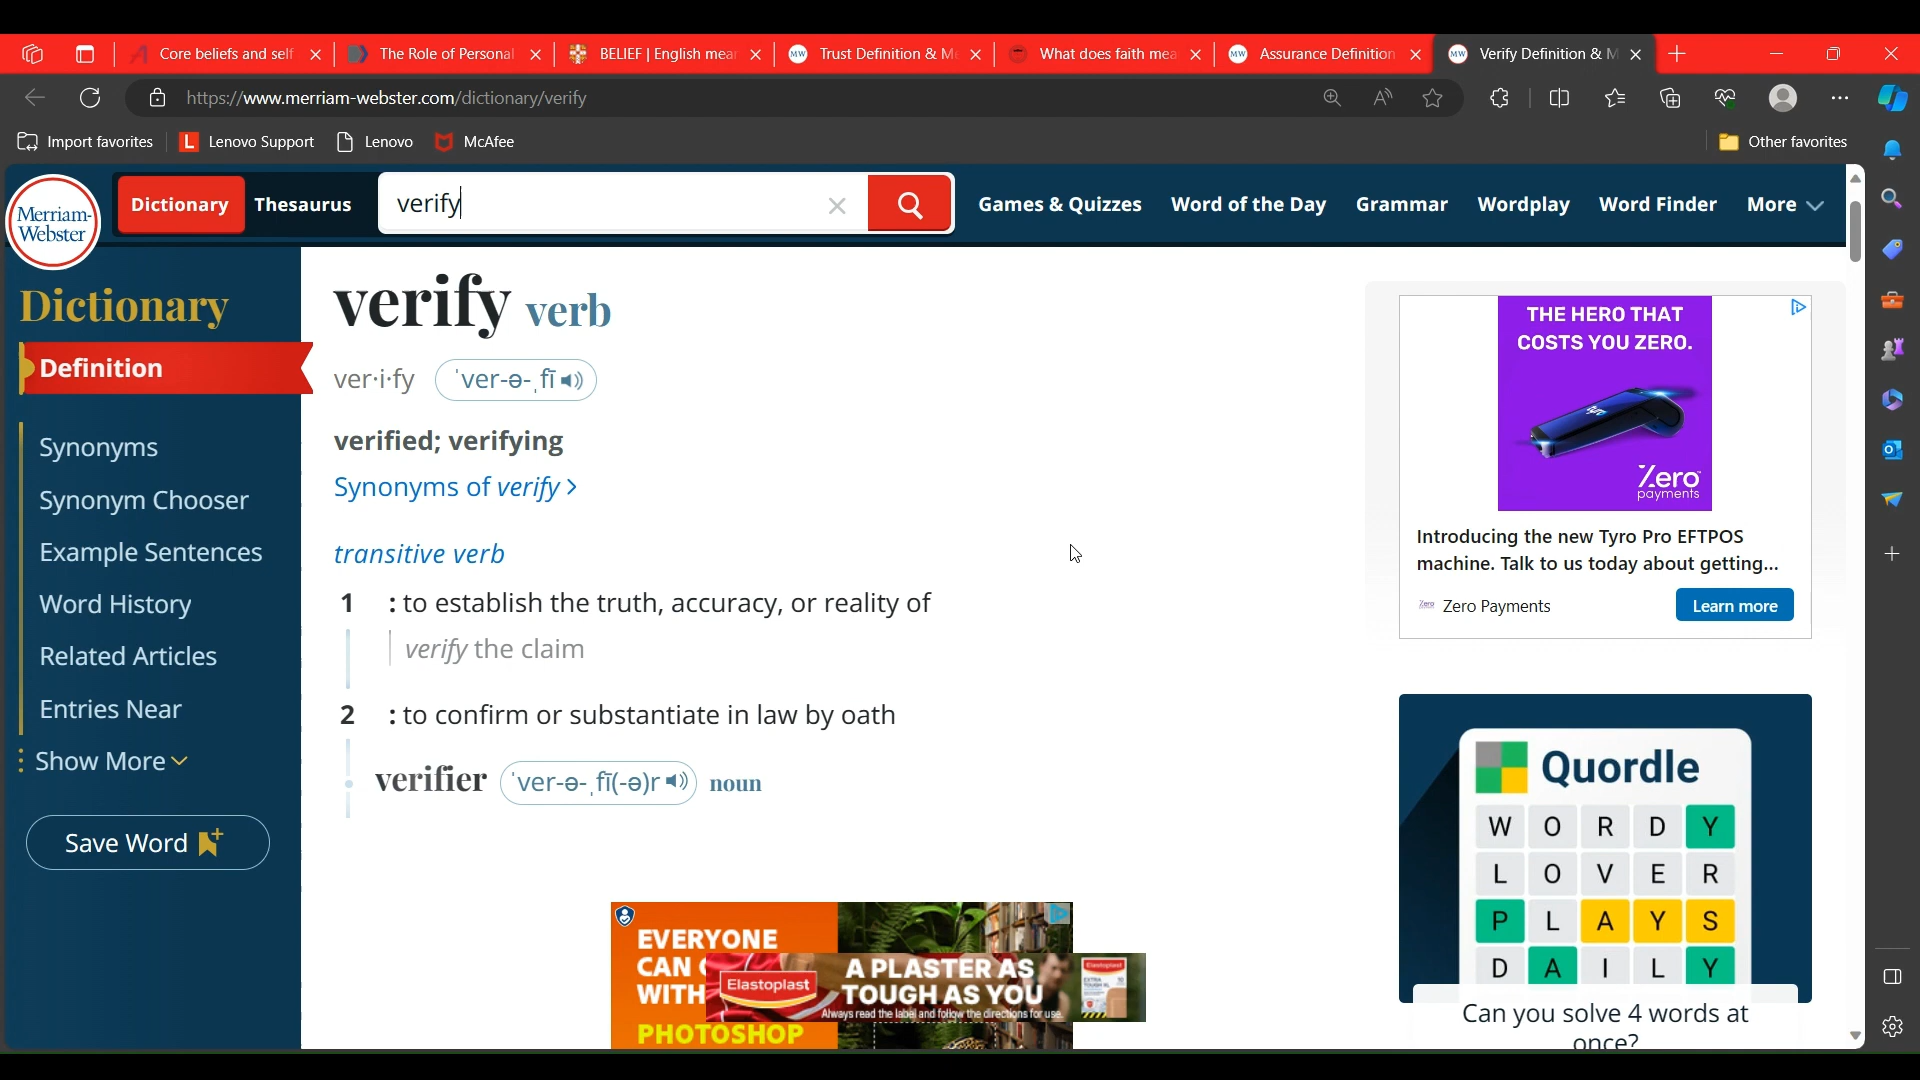 Core beliefs and self
The Role of Personal
BELIEF | English mea
Trust Definition & M
What does faith mea
Assurance Definition
Verify Definition & M
https://www.merriam-webster.com/dictionary/verify
Import favorites
Lenovo Support
Lenovo
McAfee
Other favorites
Merriam-
Webster
Dictionary
Thesaurus
verify
Games & Quizzes
Word of the Day
Grammar
Wordplay
Word Finder
More
Dictionary
Definition
Synonyms
Synonym Chooser
Example Sentences
Word History
Related Articles
Entries Near
Show More
Save Word
verify verb
ver·i·fy ˈver-ə-ˌfī
verified; verifying
Synonyms of verify >
transitive verb
1 : to establish the truth, accuracy, or reality of
verify the claim
2 : to confirm or substantiate in law by oath
verifier ˈver-ə-ˌfī(-ə)r noun
THE HERO THAT
COSTS YOU ZERO.
tyro
Zero
payments
Introducing the new Tyro Pro EFTPOS
machine. Talk to us today about getting...
Zero Payments
Learn more
Quordle
W O R D Y
L O V E R
P L A Y S
D A I L Y
Can you solve 4 words at
once?
EVERYONE
CAN
WITH
PHOTOSHOP
Elastoplast
A PLASTER AS
TOUGH AS YOU
Always read the label and follow the directions for use.
Elastoplast